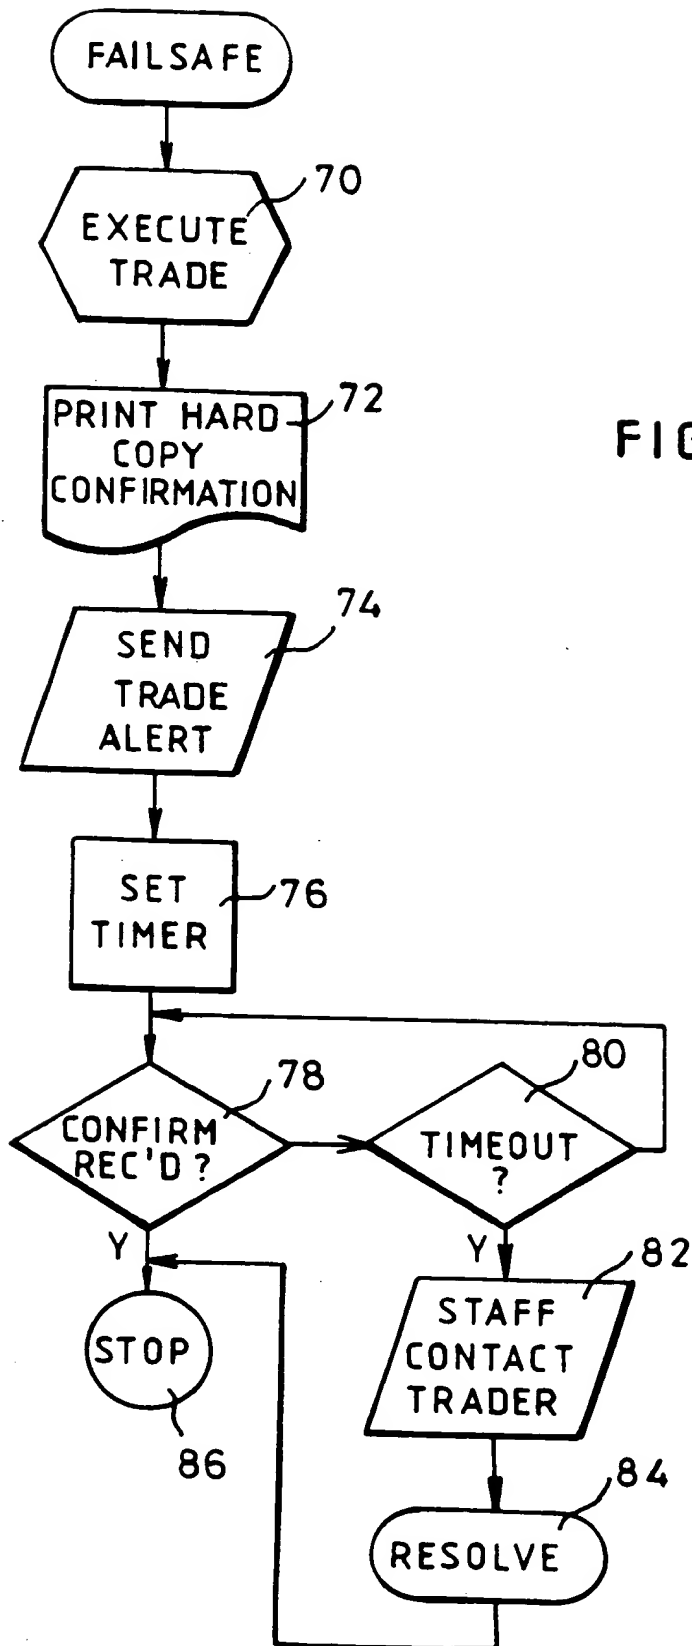 FAILSAFE
70
EXECUTE
TRADE
72
PRINT HARD
COPY
CONFIRMATION
FIG
74
SEND
TRADE
ALERT
76
SET
TIMER
78
80
CONFIRM
REC'D ?
TIMEOUT
?
Y
Y
82
STAFF
CONTACT
TRADER
STOP
86
84
RESOLVE